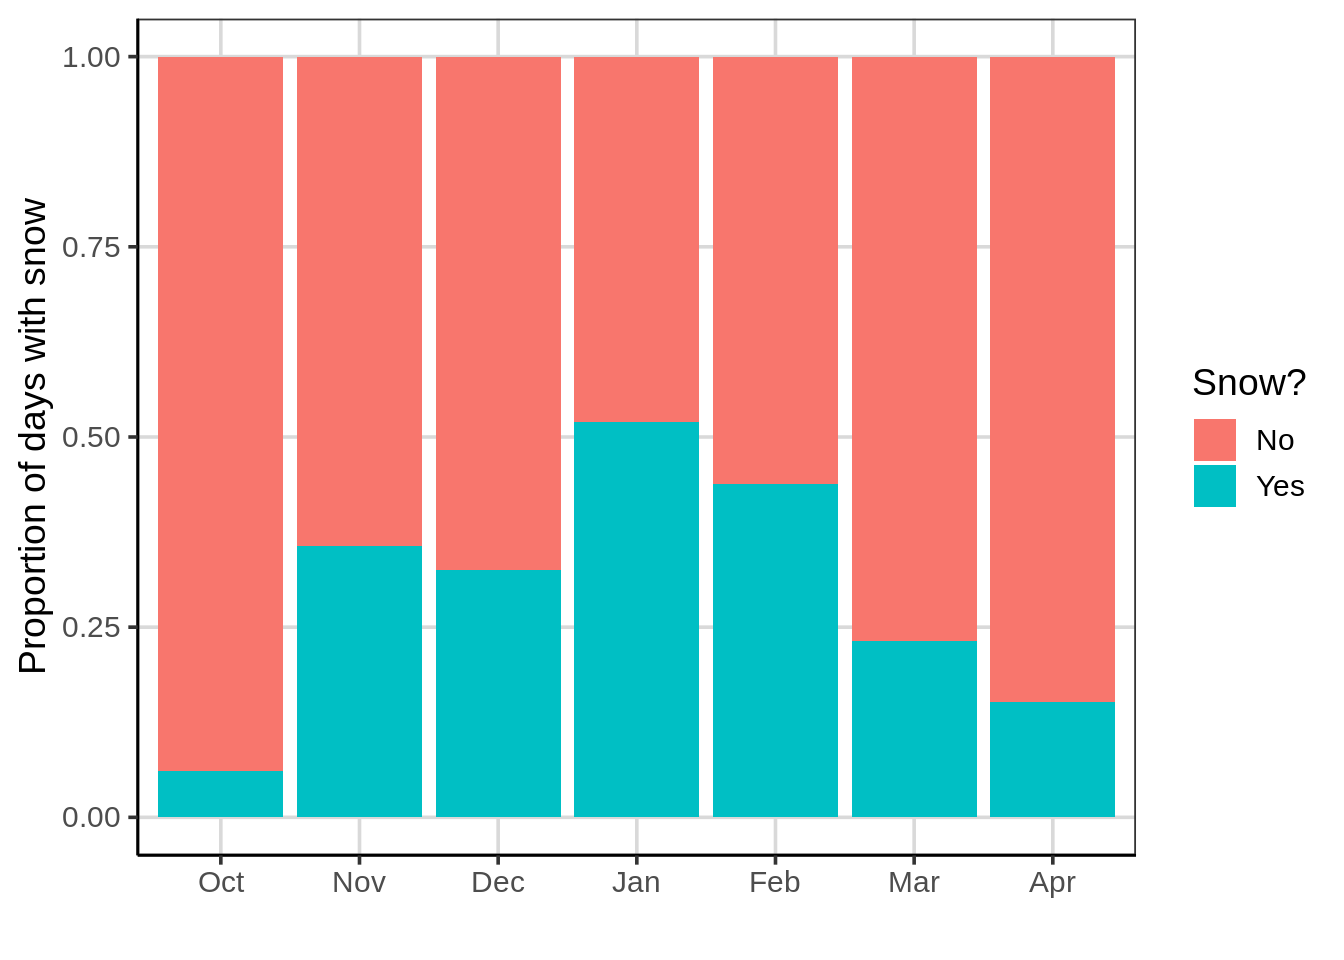 Proportion of days with snow
1.00
0.75
0.50
0.25
0.00
Oct Nov Dec Jan Feb Mar Apr
Snow?
No
Yes